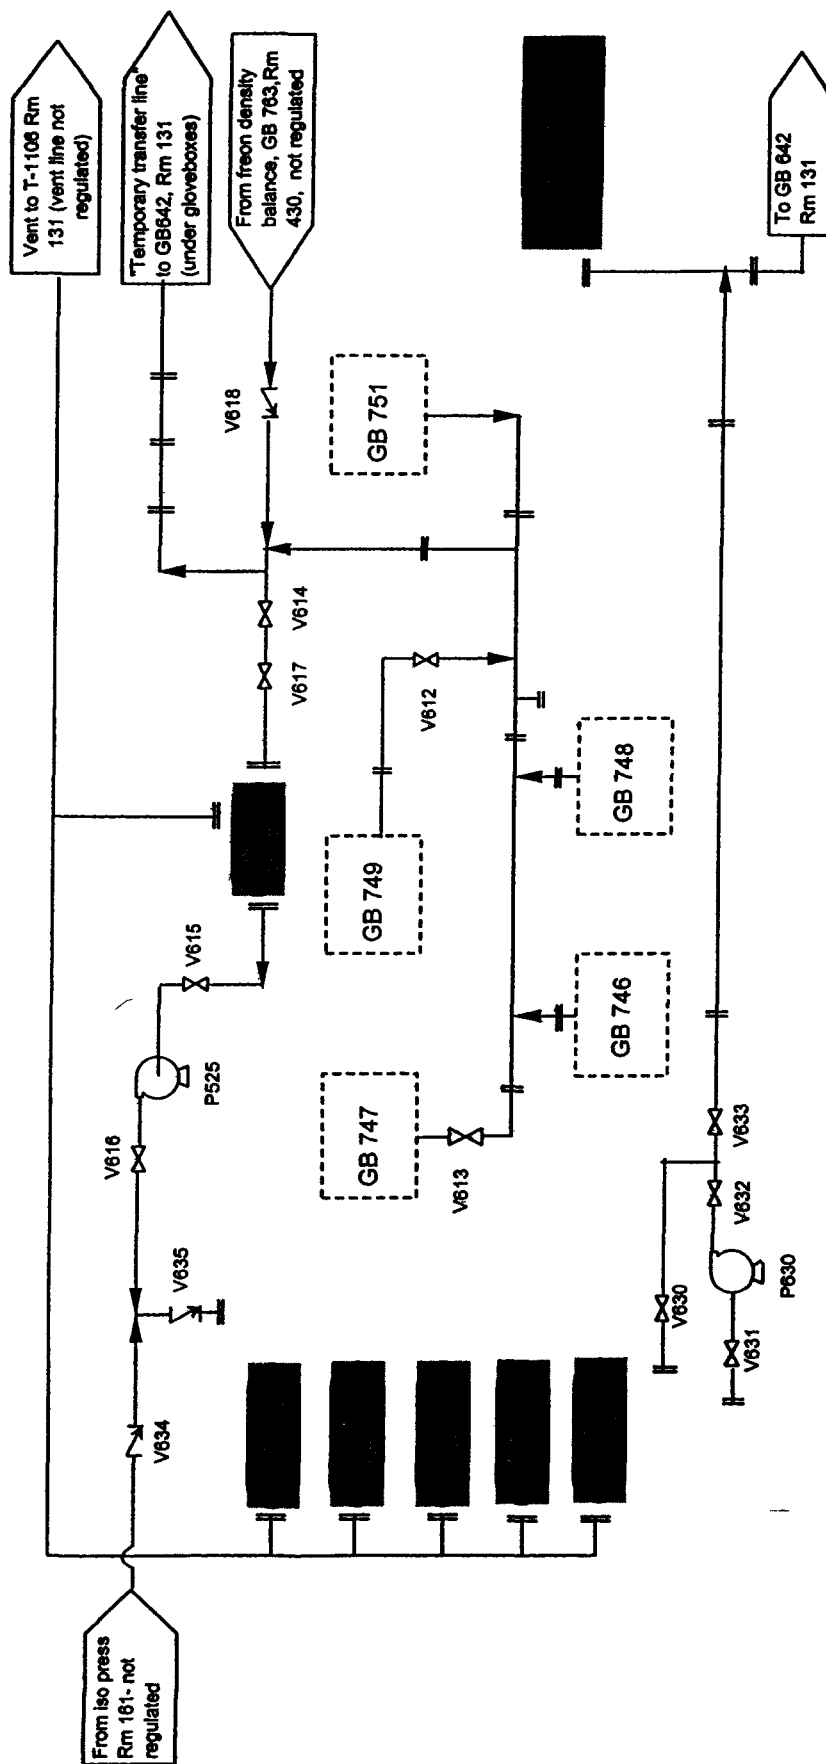 Vent to T-1106 Rm
131 (vent line not
regulated)
"Temporary transfer line"
to GB642, Rm 131
(under gloveboxes)
From freon density
balance, GB 763,Rm
430, not regulated
To GB 642
Rm 131
V618
GB 751
V614
V617
V612
GB 749
GB 748
V615
P525
V616
GB 746
GB 747
V613
V635
V634
V633
V632
V630
P630
V631
From iso press
Rm 161- not
regulated